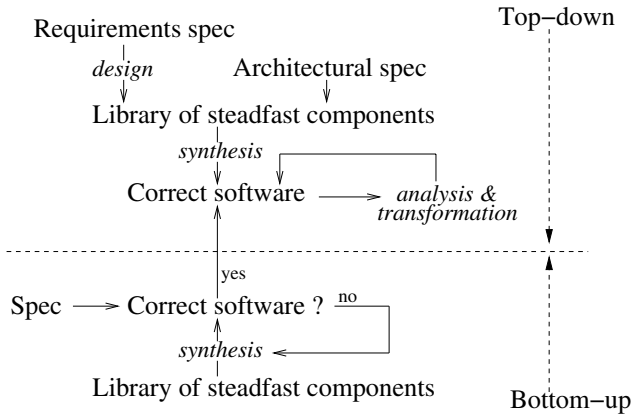 Top−down
Requirements spec
design
Architectural spec
Library of steadfast components
synthesis
Correct software
analysis &
transformation
yes
Spec
Correct software ?
no
synthesis
Library of steadfast components
Bottom−up